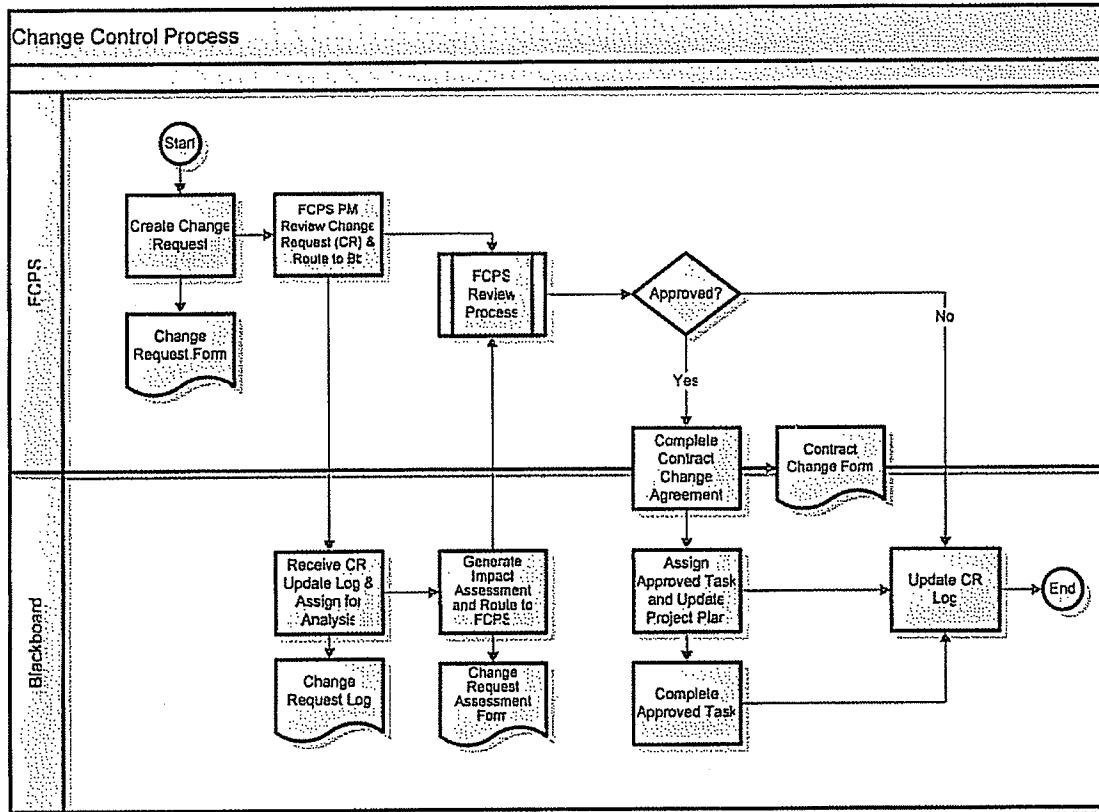 Change Control Process
FCPS
Start
Create Change
Request
FCPS PM
Review Change
Request (CR) &
Route to Bb
FCPS
Review
Process
Approved?
No
Change
Request Form
Yes
Complete
Contract
Change
Agreement
Contract
Change Form
Blackboard
Receive CR
Update Log &
Assign for
Analysis
Generate
Impact
Assessment
and Route to
FCPS
Assign
Approved Task
and Update
Project Plan
Update CR
Log
End
Change
Request Log
Change
Request
Assessment
Form
Complete
Approved Task